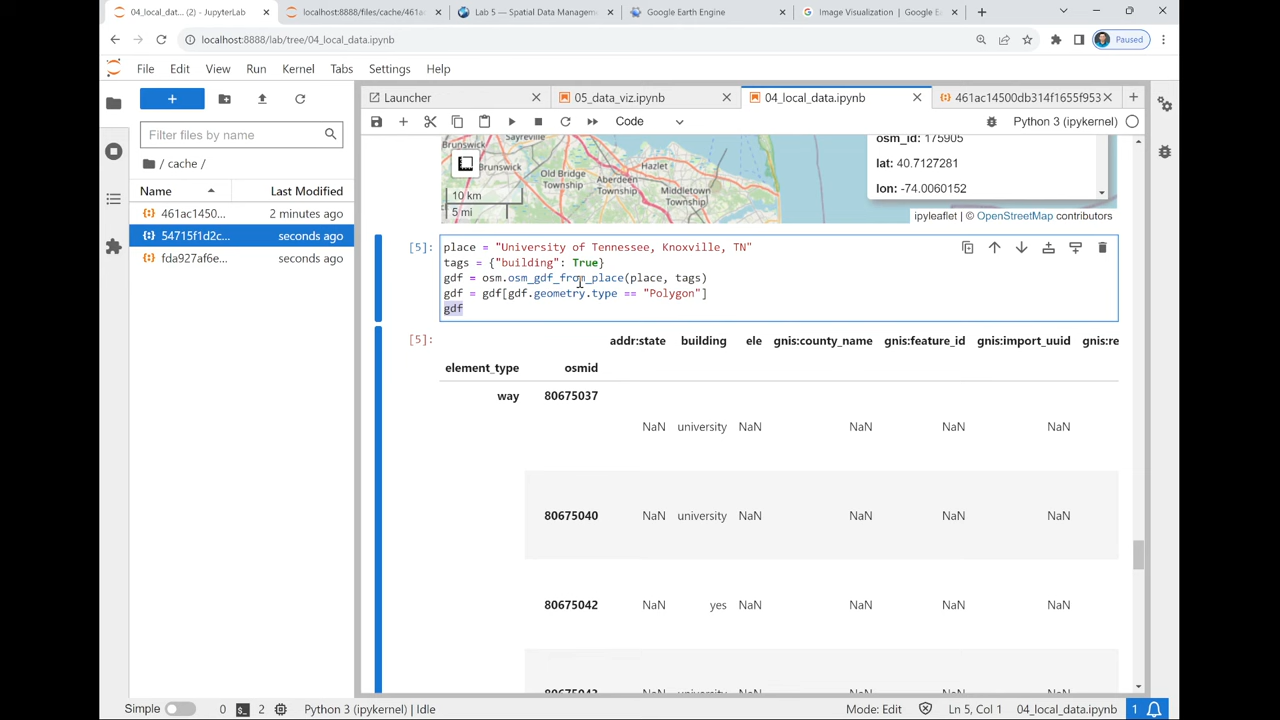 04_local_dat... (2) - JupyterLab
localhost:8888/files/cache/461a
Lab 5 — Spatial Data Managem
Google Earth Engine
Image Visualization | Google E
localhost:8888/lab/tree/04_local_data.ipynb
Paused
File Edit View Run Kernel Tabs Settings Help
Launcher
05_data_viz.ipynb
04_local_data.ipynb
461ac14500db314f1655f953
Code
Python 3 (ipykernel)
Filter files by name
/ cache /
Name
Last Modified
461ac1450...
2 minutes ago
54715f1d2c...
seconds ago
fda927af6e...
seconds ago
Sayreville
Brunswick
Hazlet
Old Bridge
Township
Aberdeen
Township
Middletown
Township
10 km
5 mi
osm_id: 175905
lat: 40.7127281
lon: -74.0060152
ipyleaflet | © OpenStreetMap contributors
[5]:
place = "University of Tennessee, Knoxville, TN"
tags = {"building": True}
gdf = osm.osm_gdf_from_place(place, tags)
gdf = gdf[gdf.geometry.type == "Polygon"]
gdf
[5]:
addr:state building ele gnis:county_name gnis:feature_id gnis:import_uuid gnis:re
element_type osmid
way 80675037
NaN university NaN NaN NaN NaN
80675040 NaN university NaN NaN NaN NaN
80675042 NaN yes NaN NaN NaN NaN
Simple
0
2
Python 3 (ipykernel) | Idle
Mode: Edit
Ln 5, Col 1
04_local_data.ipynb
1